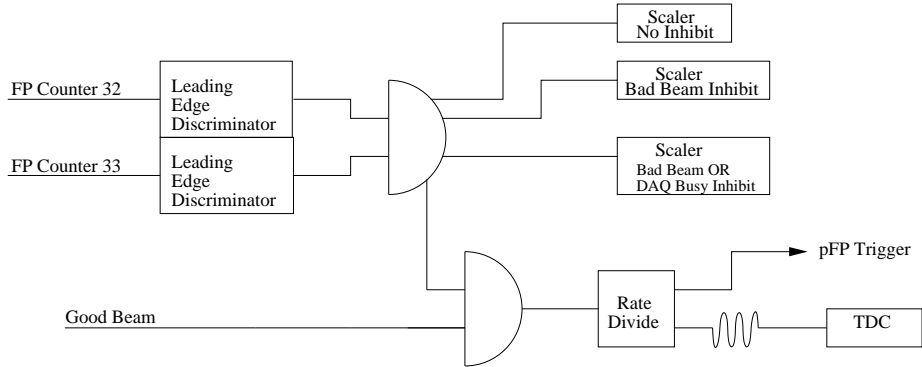 Scaler
No Inhibit
Scaler
Bad Beam Inhibit
FP Counter 32
Leading
Edge
Discriminator
Scaler
Bad Beam OR
DAQ Busy Inhibit
FP Counter 33
Leading
Edge
Discriminator
pFP Trigger
Good Beam
Rate
Divide
TDC